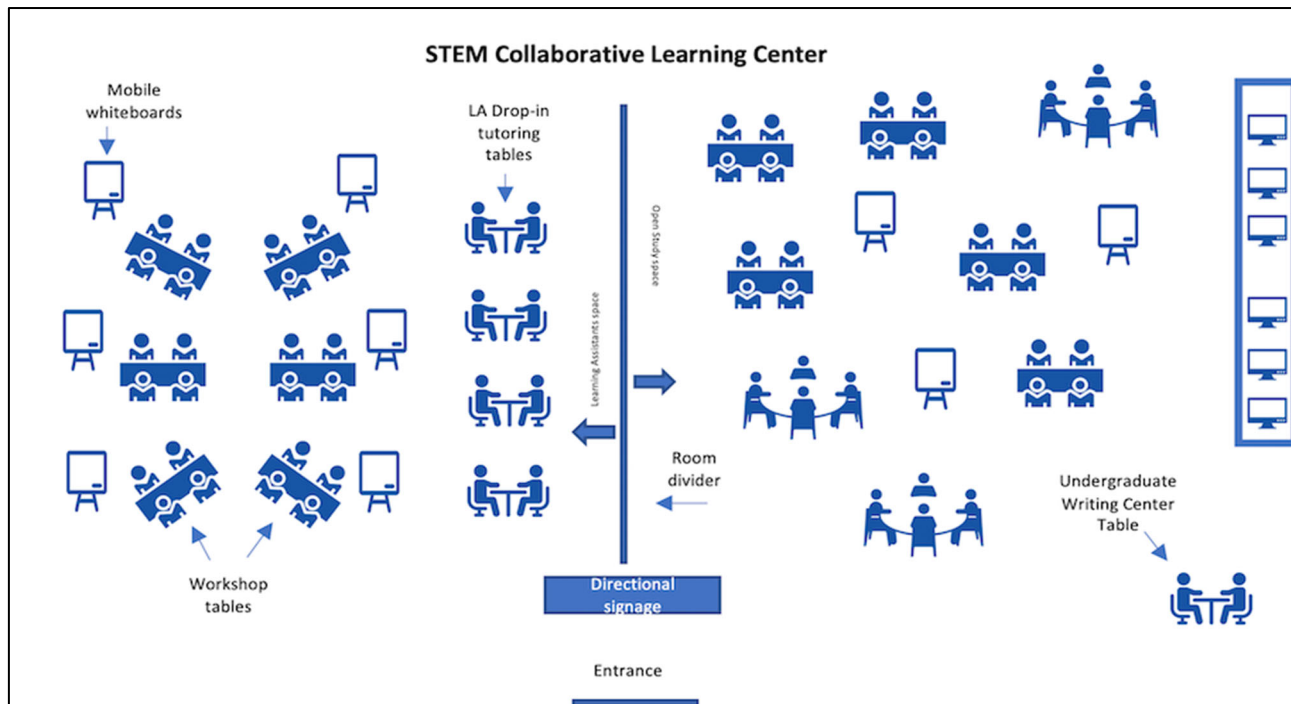 STEM Collaborative Learning Center
Mobile
whiteboards
LA Drop-in
tutoring
tables
Open Study space
Learning Assistants space
Room
divider
Undergraduate
Writing Center
Table
Workshop
tables
Directional
signage
Entrance